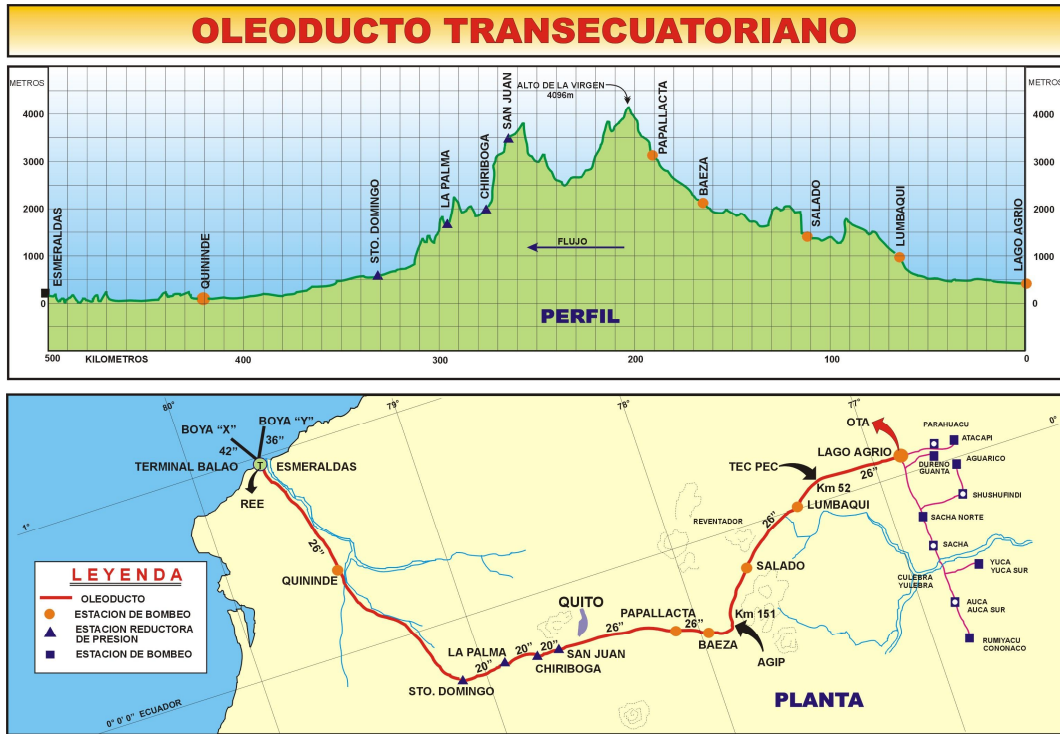 OLEODUCTO TRANSECUATORIANO
METROS
METROS
4000
3000
2000
1000
0
4000
3000
2000
1000
0
ESMERALDAS
QUININDE
STO. DOMINGO
LA PALMA
CHIRIBOGA
SAN JUAN
ALTO DE LA VIRGEN
4096m
PAPALLACTA
BAEZA
SALADO
LUMBAQUI
LAGO AGRIO
FLUJO
PERFIL
500
KILOMETROS
400
300
200
100
0
80°
79°
78°
77°
0°
BOYA "X"
BOYA "Y"
42"
36"
TERMINAL BALAO
T
ESMERALDAS
REE
1°
26"
QUININDE
OTA
PARAHUACU
ATACAPI
LAGO AGRIO
DURENO
GUANTA
AGUARICO
TEC PEC
26"
Km 52
SHUSHUFINDI
LUMBAQUI
REVENTADOR
26"
SACHA NORTE
SACHA
SALADO
YUCA
YUCA SUR
CULEBRA
YULEBRA
AUCA
AUCA SUR
RUMIYACU
CONONACO
LEYENDA
OLEODUCTO
ESTACION DE BOMBEO
ESTACION REDUCTORA
DE PRESION
ESTACION DE BOMBEO
QUITO
PAPALLACTA
Km 151
26"
26"
BAEZA
AGIP
LA PALMA
20"
20"
20"
SAN JUAN
CHIRIBOGA
STO. DOMINGO
0° 0' 0" ECUADOR
PLANTA